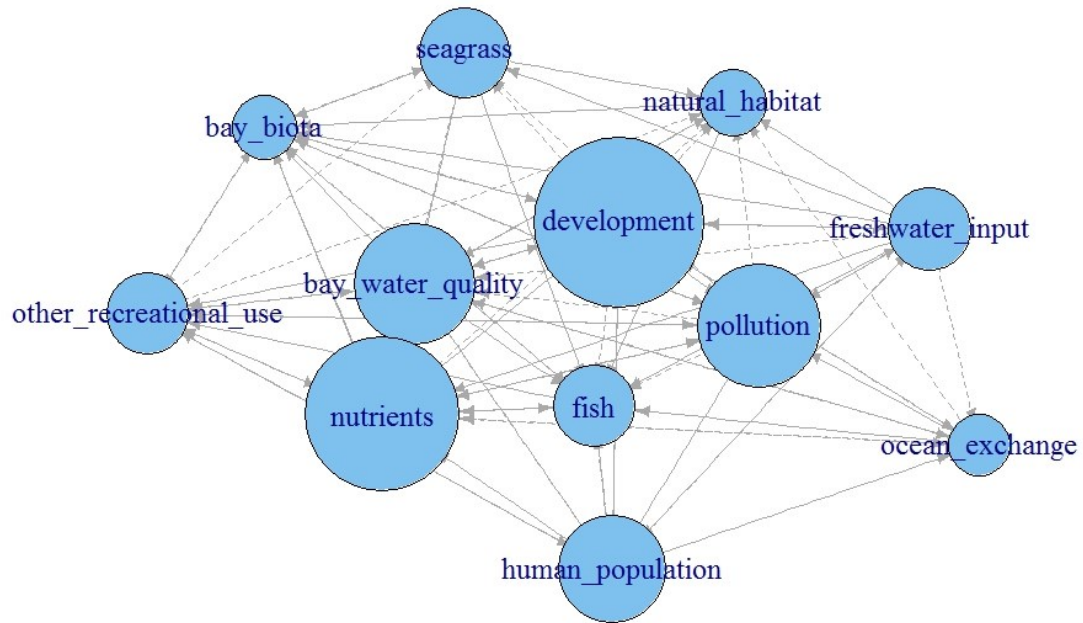 seagrass
natural_habitat
bay_biota
development
freshwater_input
bay_water_quality
other_recreational_use
pollution
nutrients
fish
ocean_exchange
human_population